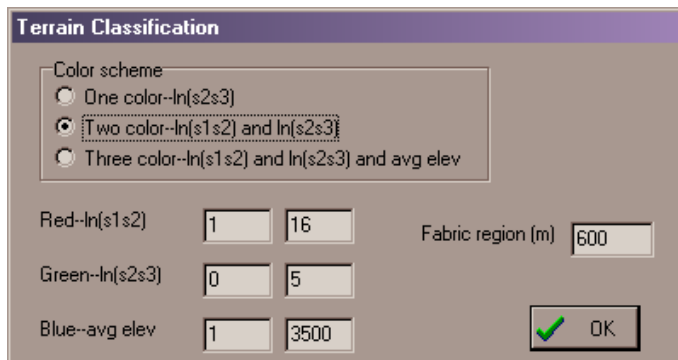 Terrain Classification
Color scheme
One color--ln(s2s3)
Two color--ln(s1s2) and ln(s2s3)
Three color--ln(s1s2) and ln(s2s3) and avg elev
Red--ln(s1s2) 1 16
Fabric region (m) 600
Green--ln(s2s3) 0 5
Blue--avg elev 1 3500
OK